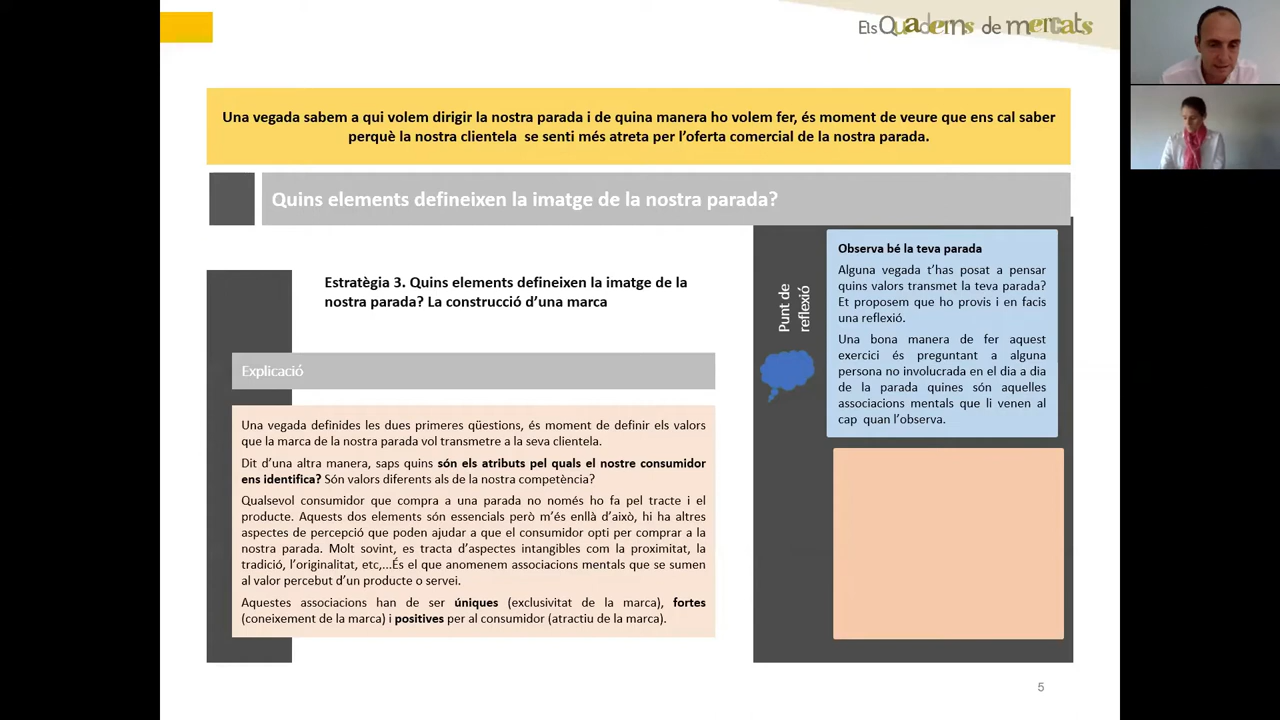 Els Quaderns de mercats
Una vegada sabem a qui volem dirigir la nostra parada i de quina manera ho volem fer, és moment de veure que ens cal saber
perquè la nostra clientela se senti més atreta per l’oferta comercial de la nostra parada.
Quins elements defineixen la imatge de la nostra parada?
Estratègia 3. Quins elements defineixen la imatge de la
nostra parada? La construcció d’una marca
Explicació
Una vegada definides les dues primeres qüestions, és moment de definir els valors
que la marca de la nostra parada vol transmetre a la seva clientela.
Dit d’una altra manera, saps quins són els atributs pel quals el nostre consumidor
ens identifica? Són valors diferents als de la nostra competència?
Qualsevol consumidor que compra a una parada no només ho fa pel tracte i el
producte. Aquests dos elements són essencials però m’és enllà d’això, hi ha altres
aspectes de percepció que poden ajudar a que el consumidor opti per comprar a la
nostra parada. Molt sovint, es tracta d’aspectes intangibles com la proximitat, la
tradició, l’originalitat, etc,...És el que anomenem associacions mentals que se sumen
al valor percebut d’un producte o servei.
Aquestes associacions han de ser úniques (exclusivitat de la marca), fortes
(coneixement de la marca) i positives per al consumidor (atractiu de la marca).
Punt de
reflexió
Observa bé la teva parada
Alguna vegada t’has posat a pensar
quins valors transmet la teva parada?
Et proposem que ho provis i en facis
una reflexió.
Una bona manera de fer aquest
exercici és preguntant a alguna
persona no involucrada en el dia a dia
de la parada quines són aquelles
associacions mentals que li venen al
cap quan l’observa.
5